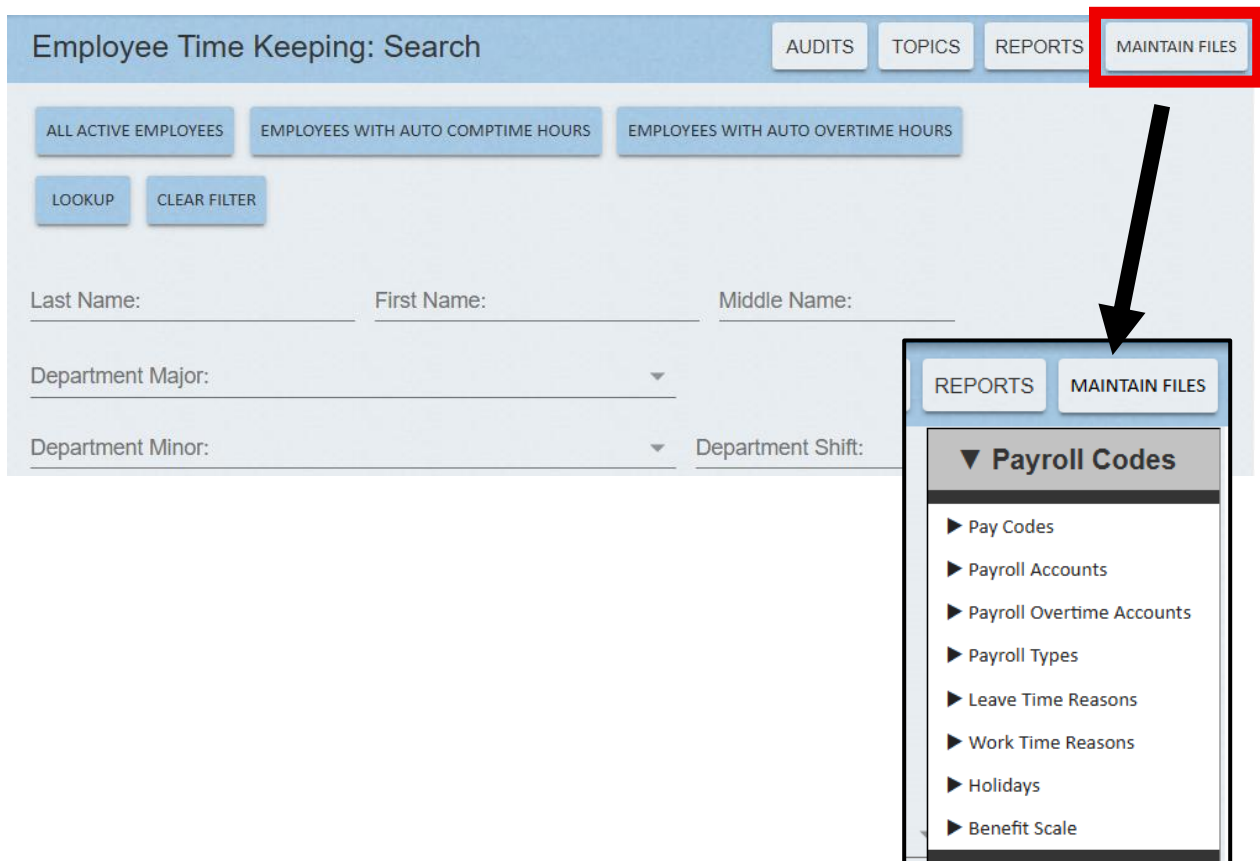 Employee Time Keeping: Search
AUDITS
TOPICS
REPORTS
MAINTAIN FILES
ALL ACTIVE EMPLOYEES
EMPLOYEES WITH AUTO COMPTIME HOURS
EMPLOYEES WITH AUTO OVERTIME HOURS
LOOKUP
CLEAR FILTER
Last Name:
First Name:
Middle Name:
Department Major:
Department Minor:
Department Shift:
REPORTS
MAINTAIN FILES
▼ Payroll Codes
▶ Pay Codes
▶ Payroll Accounts
▶ Payroll Overtime Accounts
▶ Payroll Types
▶ Leave Time Reasons
▶ Work Time Reasons
▶ Holidays
▶ Benefit Scale